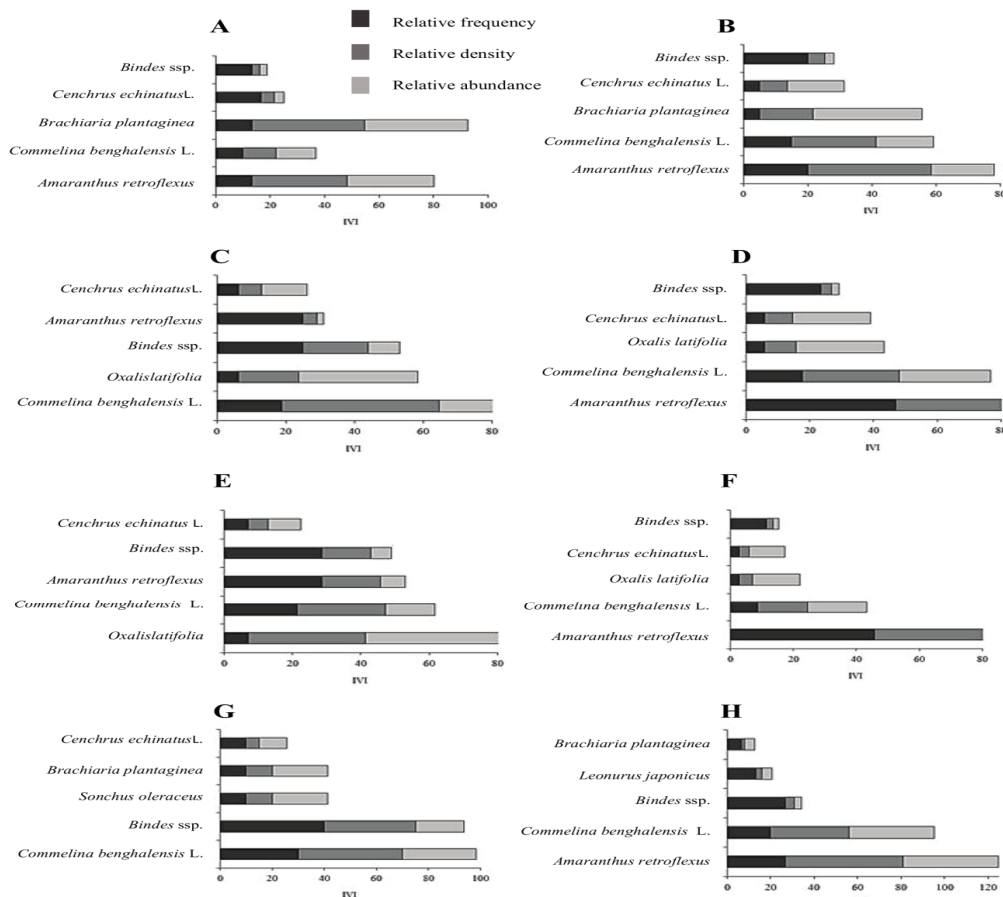 A
Relative frequency
Relative density
Relative abundance
Bindes ssp.
Cenchrus echinatusL.
Brachiaria plantaginea
Commelina benghalensis L.
Amaranthus retroflexus
0 20 40 60 80 100
IVI
B
Bindes ssp.
Cenchrus echinatus L.
Brachiaria plantaginea
Commelina benghalensis L.
Amaranthus retroflexus
0 20 40 60 80
IVI
C
Cenchrus echinatusL.
Amaranthus retroflexus
Bindes ssp.
Oxalislatifolia
Commelina benghalensis L.
0 20 40 60 80
IVI
D
Bindes ssp.
Cenchrus echinatusL.
Oxalis latifolia
Commelina benghalensis L.
Amaranthus retroflexus
0 20 40 60 80
IVI
E
Cenchrus echinatus L.
Bindes ssp.
Amaranthus retroflexus
Commelina benghalensis L.
Oxalislatifolia
0 20 40 60 80
IVI
F
Bindes ssp.
Cenchrus echinatusL.
Oxalis latifolia
Commelina benghalensis L.
Amaranthus retroflexus
0 20 40 60 80
IVI
G
Cenchrus echinatusL.
Brachiaria plantaginea
Sonchus oleraceus
Bindes ssp.
Commelina benghalensis L.
0 20 40 60 80 100
IVI
H
Brachiaria plantaginea
Leonurus japonicus
Bindes ssp.
Commelina benghalensis L.
Amaranthus retroflexus
0 20 40 60 80 100 120
IVI